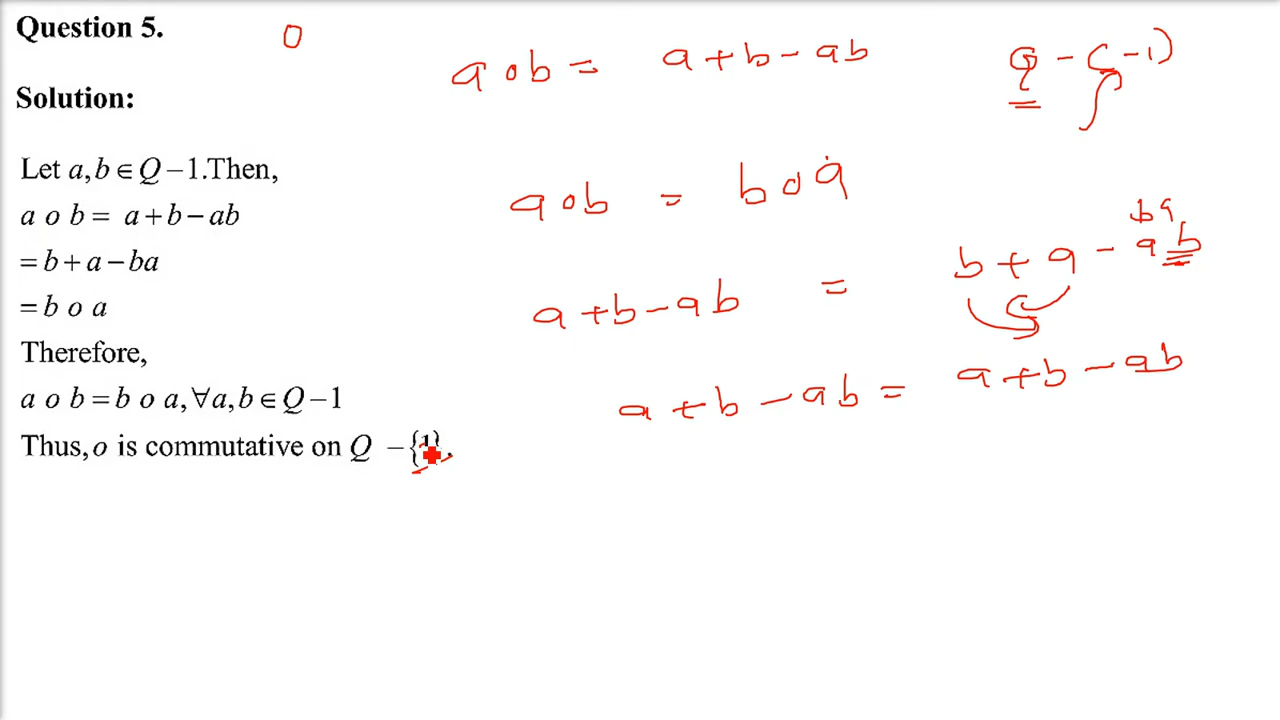 Question 5.
o
a o b = a + b - ab
Q - (-1)
Solution:
Let a, b ∈ Q − 1. Then,
a o b = a + b − ab
= b + a − ba
= b o a
Therefore,
a o b = b o a, ∀a, b ∈ Q − 1
Thus, o is commutative on Q − {1}.
a o b = b o a
ba
a + b - ab = b + a - ab
a + b - ab = a + b - ab